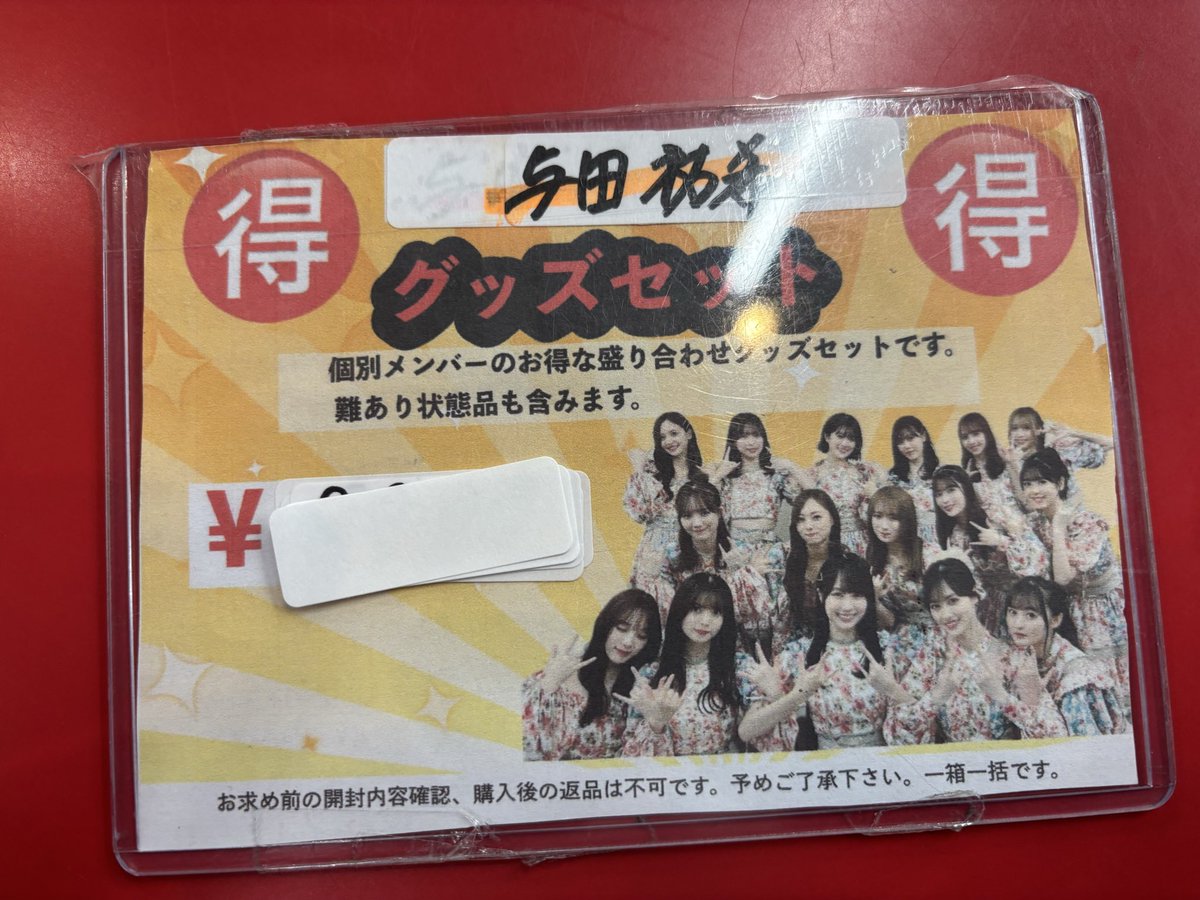 得
与田 祐希
得
グッズセット
個別メンバーのお得な盛り合わせグッズセットです。
難あり状態品も含みます。
¥
お求め前の開封内容確認、購入後の返品は不可です。予めご了承下さい。一箱一括です。